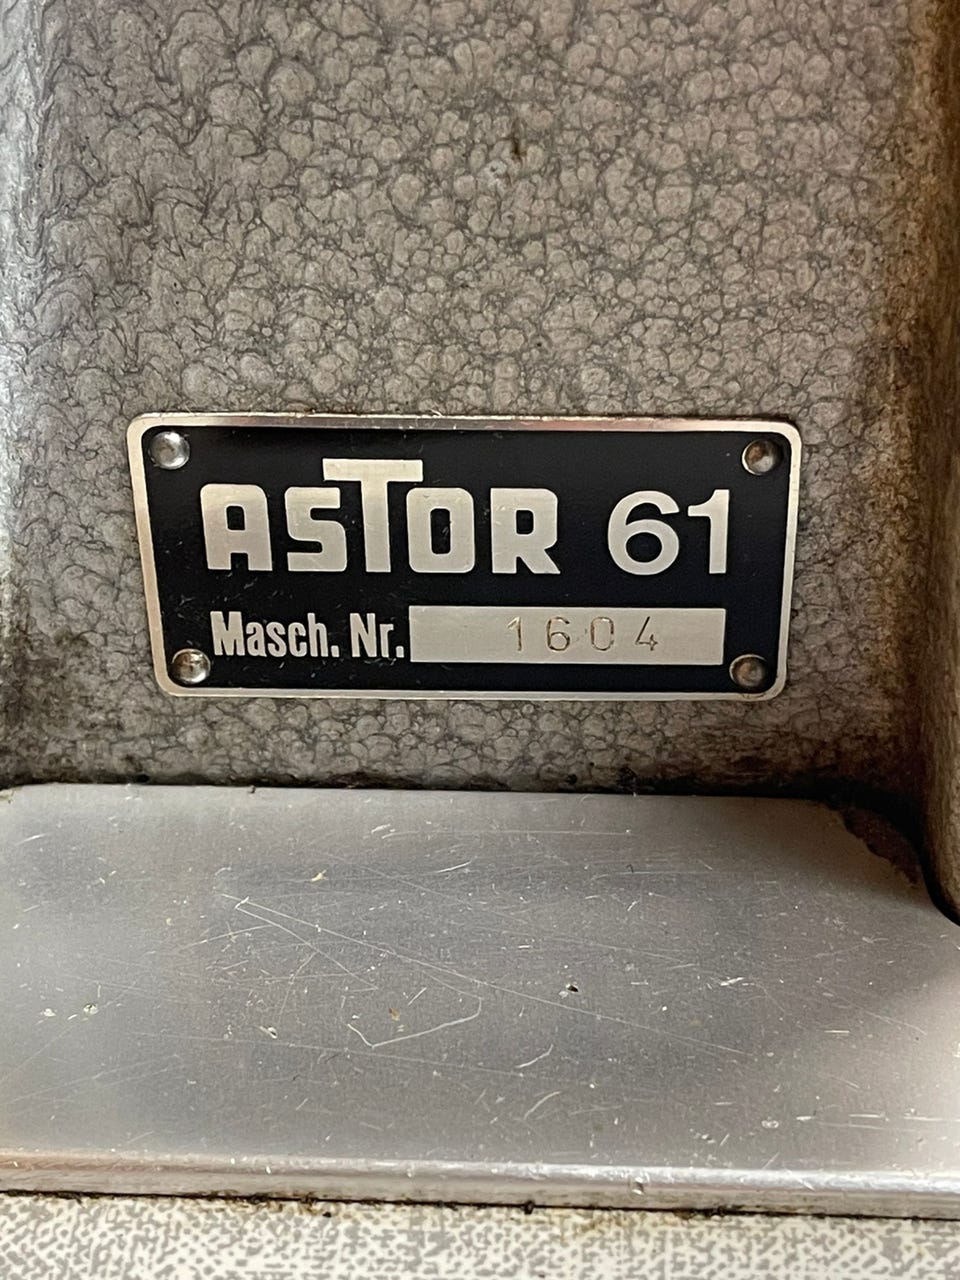 ASTOR 61
Masch. Nr. 1604